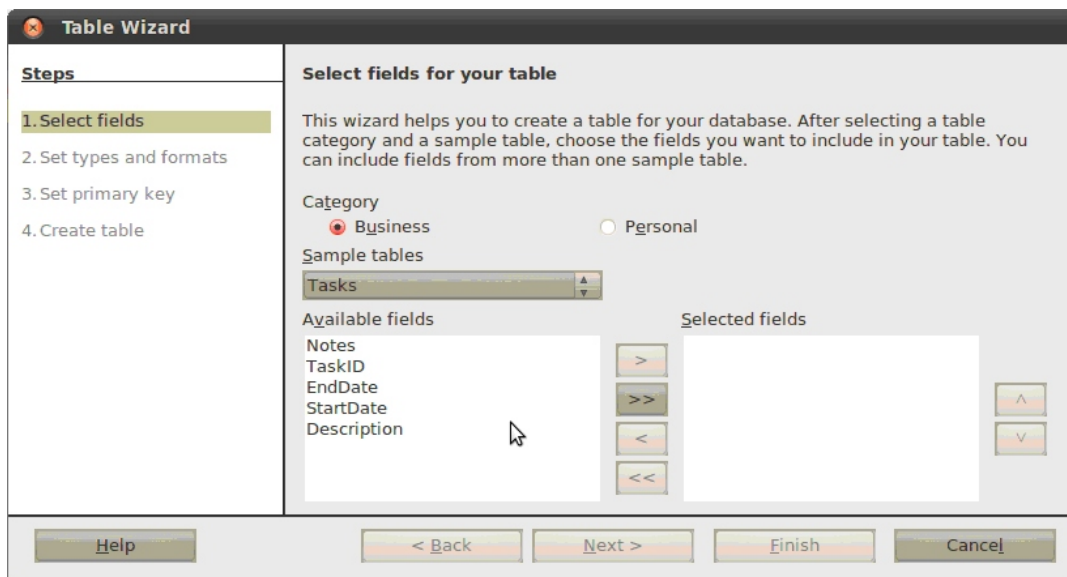 Table Wizard
Steps
1. Select fields
2. Set types and formats
3. Set primary key
4. Create table
Select fields for your table
This wizard helps you to create a table for your database. After selecting a table
category and a sample table, choose the fields you want to include in your table. You
can include fields from more than one sample table.
Category
Business
Personal
Sample tables
Tasks
Available fields
Selected fields
Notes
TaskID
EndDate
StartDate
Description
>
>>
<
<<
Help
< Back
Next >
Finish
Cancel